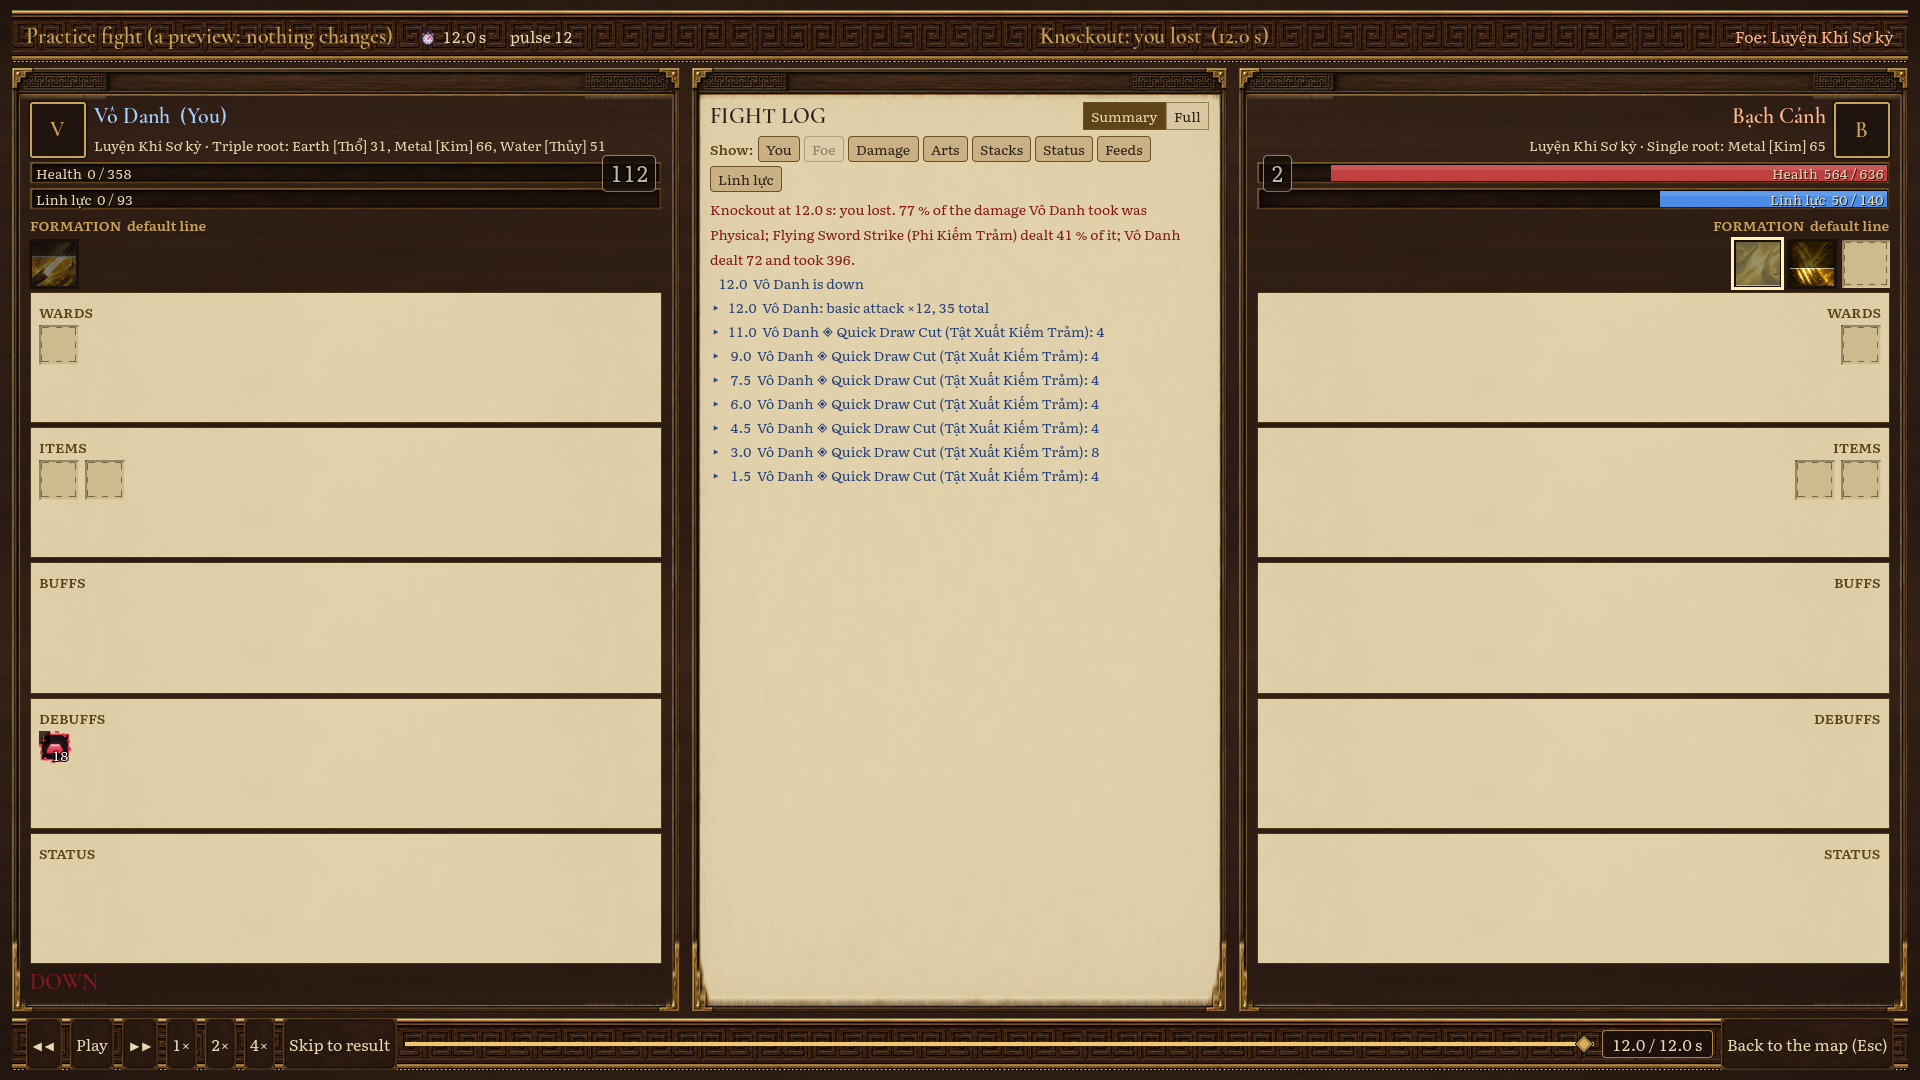 Practice fight (a preview: nothing changes) 12.0 s pulse 12
Knockout: you lost (12.0 s)
Foe: Luyện Khí Sơ kỳ
V
Vô Danh (You)
Luyện Khí Sơ kỳ · Triple root: Earth [Thổ] 31, Metal [Kim] 66, Water [Thủy] 51
Health 0 / 358
112
Linh lực 0 / 93
FORMATION default line
WARDS
ITEMS
BUFFS
DEBUFFS
18
STATUS
DOWN
FIGHT LOG
Summary Full
Show: You Foe Damage Arts Stacks Status Feeds
Linh lực
Knockout at 12.0 s: you lost. 77 % of the damage Vô Danh took was
Physical; Flying Sword Strike (Phi Kiếm Trảm) dealt 41 % of it; Vô Danh
dealt 72 and took 396.
12.0 Vô Danh is down
▸ 12.0 Vô Danh: basic attack ×12, 35 total
▸ 11.0 Vô Danh ◈ Quick Draw Cut (Tật Xuất Kiếm Trảm): 4
▸ 9.0 Vô Danh ◈ Quick Draw Cut (Tật Xuất Kiếm Trảm): 4
▸ 7.5 Vô Danh ◈ Quick Draw Cut (Tật Xuất Kiếm Trảm): 4
▸ 6.0 Vô Danh ◈ Quick Draw Cut (Tật Xuất Kiếm Trảm): 4
▸ 4.5 Vô Danh ◈ Quick Draw Cut (Tật Xuất Kiếm Trảm): 4
▸ 3.0 Vô Danh ◈ Quick Draw Cut (Tật Xuất Kiếm Trảm): 8
▸ 1.5 Vô Danh ◈ Quick Draw Cut (Tật Xuất Kiếm Trảm): 4
Bạch Cảnh
B
Luyện Khí Sơ kỳ · Single root: Metal [Kim] 65
2
Health 564 / 636
Linh lực 50 / 140
FORMATION default line
WARDS
ITEMS
BUFFS
DEBUFFS
STATUS
◂◂ Play ▸▸ 1× 2× 4× Skip to result
12.0 / 12.0 s
Back to the map (Esc)